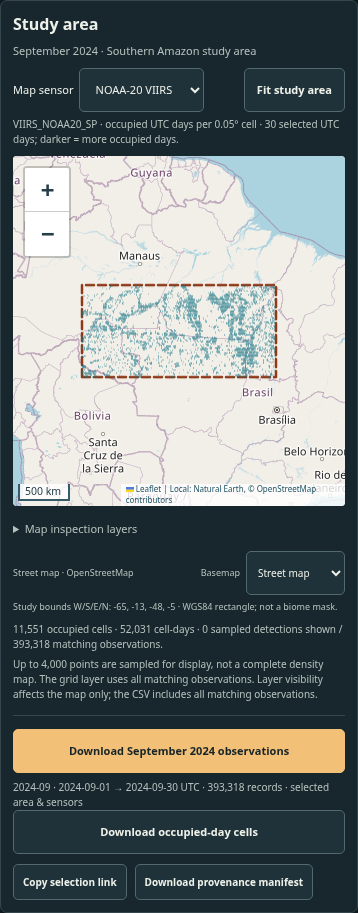 Study area
September 2024 · Southern Amazon study area
Map sensor NOAA-20 VIIRS Fit study area
VIIRS_NOAA20_SP · occupied UTC days per 0.05° cell · 30 selected UTC
days; darker = more occupied days.
Venezuela
Guyana
+
−
Manaus
Brasil
Bolivia
Brasília
Santa
Cruz de
la Sierra
Belo Horizon
Rio de
Janeiro
500 km
Leaflet | Local: Natural Earth, © OpenStreetMap
contributors
▶ Map inspection layers
Street map · OpenStreetMap Basemap Street map
Study bounds W/S/E/N: -65, -13, -48, -5 · WGS84 rectangle; not a biome mask.
11,551 occupied cells · 52,031 cell-days · 0 sampled detections shown /
393,318 matching observations.
Up to 4,000 points are sampled for display, not a complete density
map. The grid layer uses all matching observations. Layer visibility
affects the map only; the CSV includes all matching observations.
Download September 2024 observations
2024-09 · 2024-09-01 → 2024-09-30 UTC · 393,318 records · selected
area & sensors
Download occupied-day cells
Copy selection link Download provenance manifest